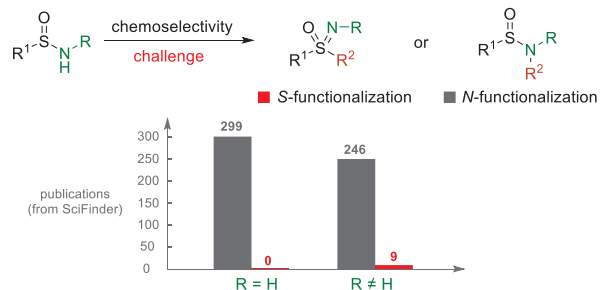 O
R¹ S N H R
chemoselectivity
challenge
O N–R
R¹ S R²
or
O
R¹ S N R
R²
S-functionalization N-functionalization
publications
(from SciFinder)
300
250
200
150
100
50
0
299
0
246
9
R = H R ≠ H